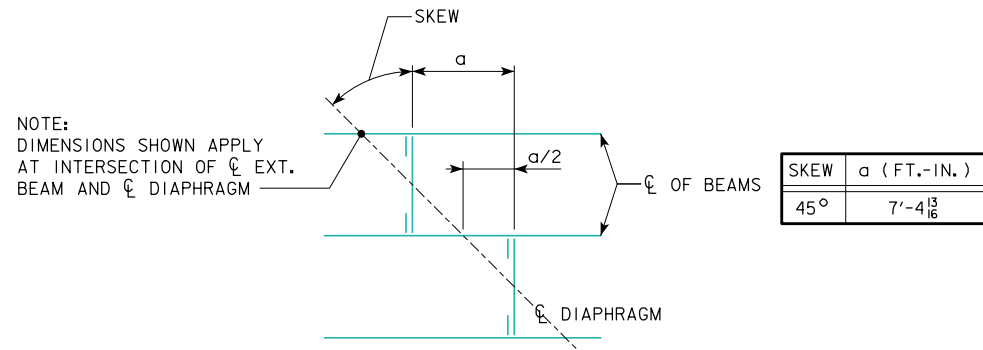 SKEW
a
NOTE:
DIMENSIONS SHOWN APPLY
AT INTERSECTION OF ℄ EXT.
BEAM AND ℄ DIAPHRAGM
a/2
℄ OF BEAMS
SKEW a (FT.-IN.)
45° 7'-4 13/16
℄ DIAPHRAGM